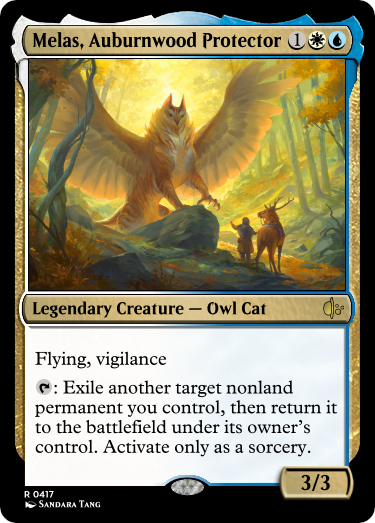 Melas, Auburnwood Protector 1
Legendary Creature — Owl Cat
Flying, vigilance
: Exile another target nonland
permanent you control, then return it
to the battlefield under its owner's
control. Activate only as a sorcery.
3/3
R 0417
Sandara Tang